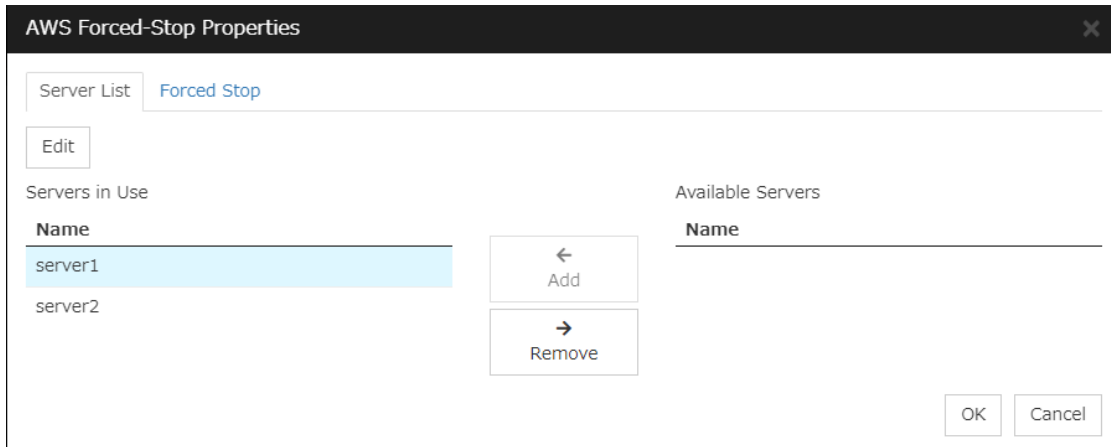 AWS Forced-Stop Properties
Server List Forced Stop
Edit
Servers in Use Available Servers
Name Name
server1
server2
Add
Remove
OK Cancel